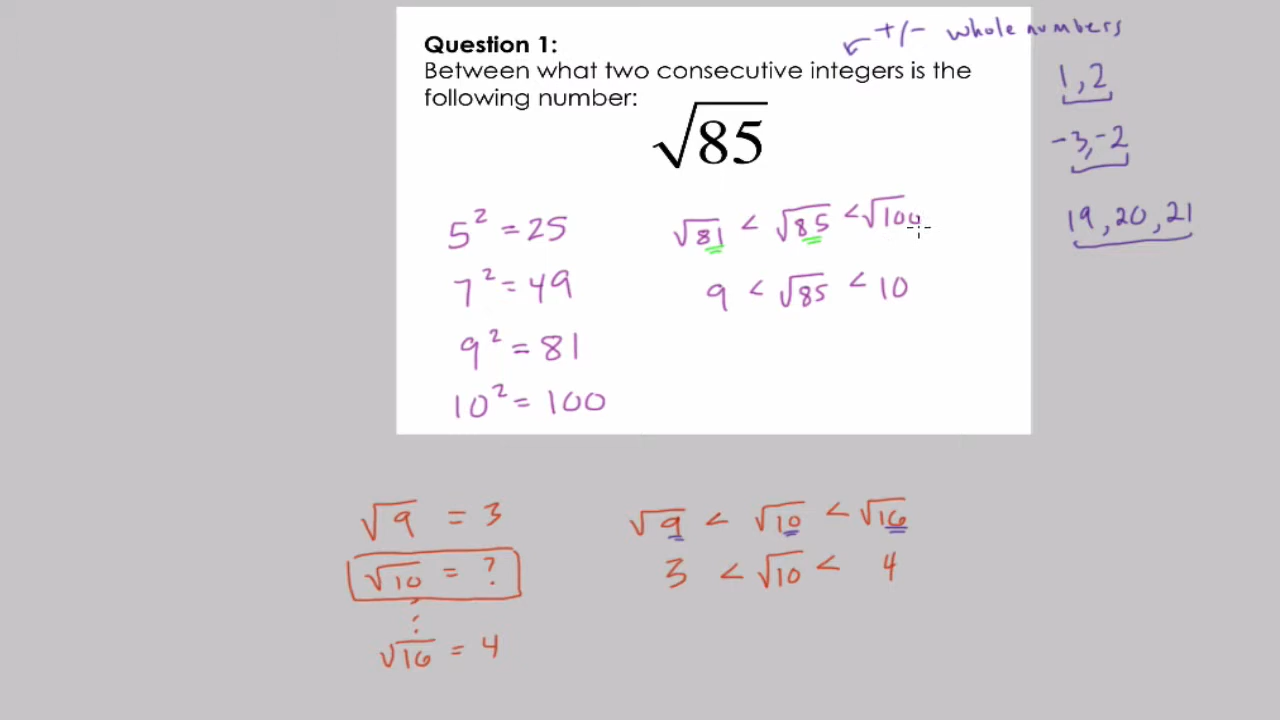 Question 1:
Between what two consecutive integers is the
following number:
√85
+/- whole numbers
1, 2
-3, -2
19, 20, 21
5² = 25
7² = 49
9² = 81
10² = 100
√81 < √85 < √100
9 < √85 < 10
√9 = 3
√10 = ?
√16 = 4
√9 < √10 < √16
3 < √10 < 4